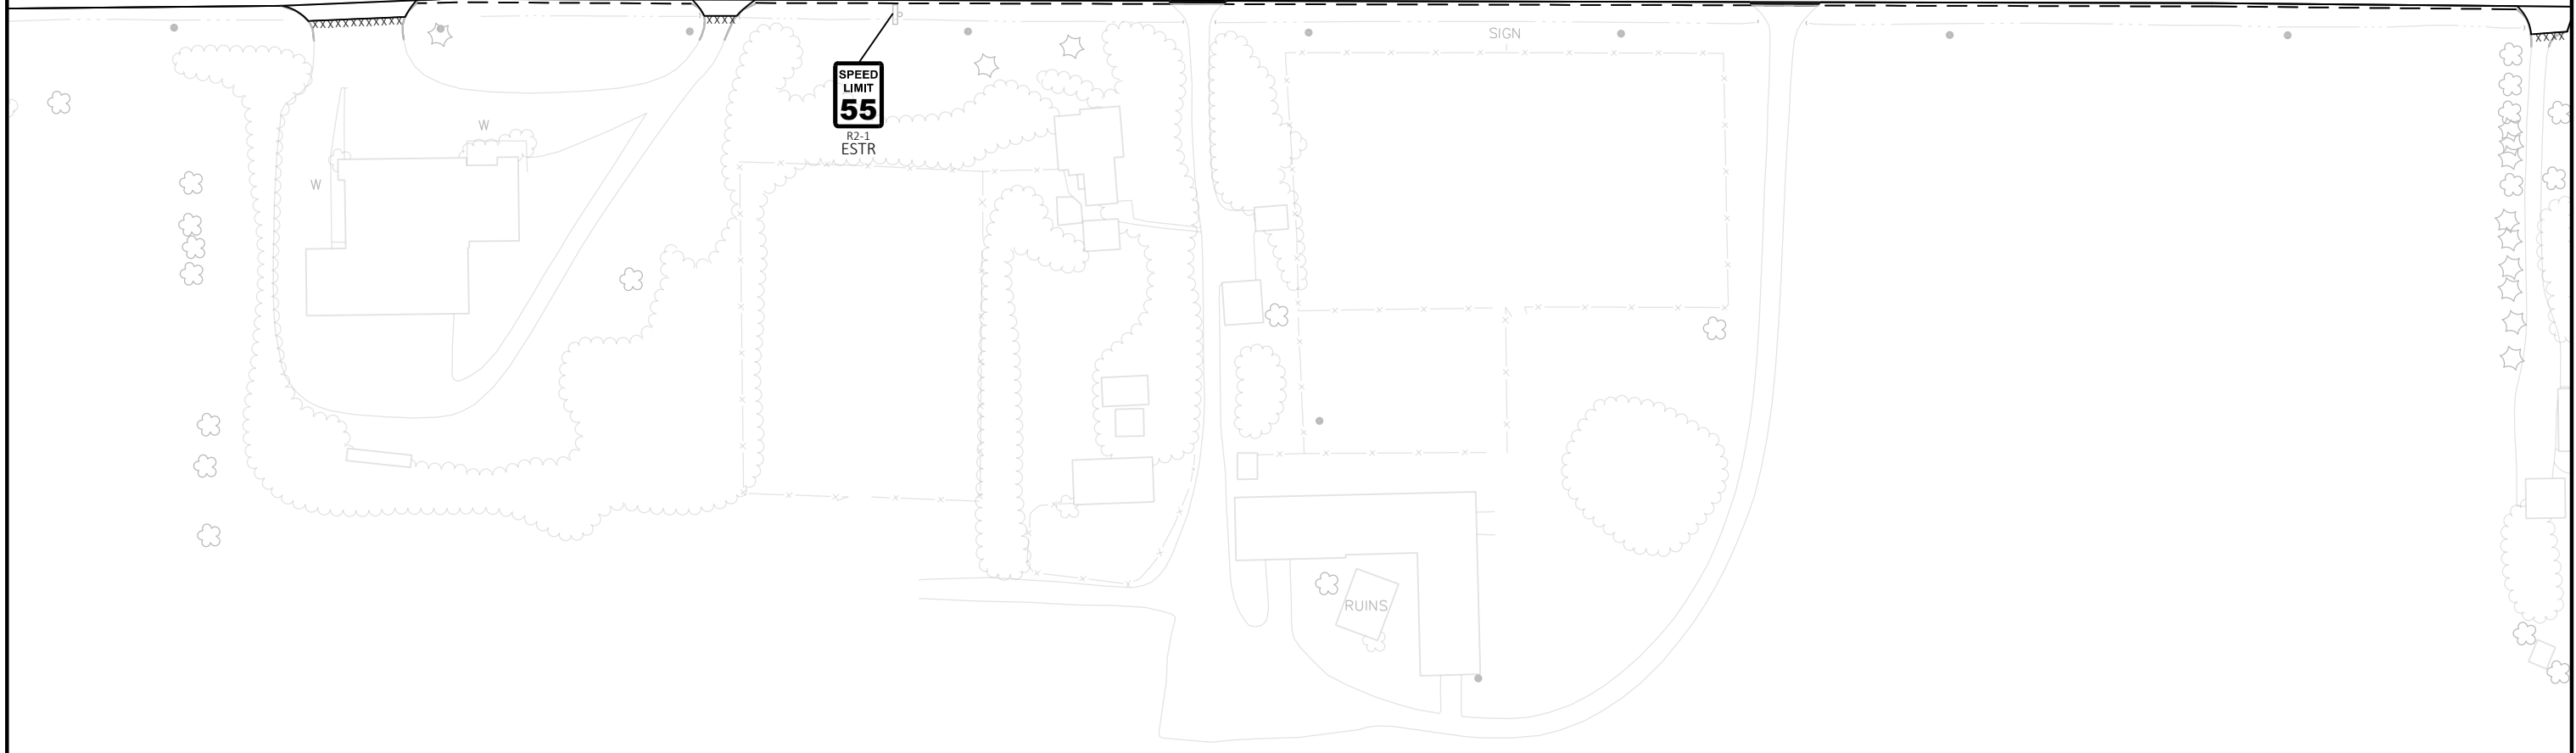 SIGN
SPEED
LIMIT
55
R2-1
ESTR
W
W
RUINS